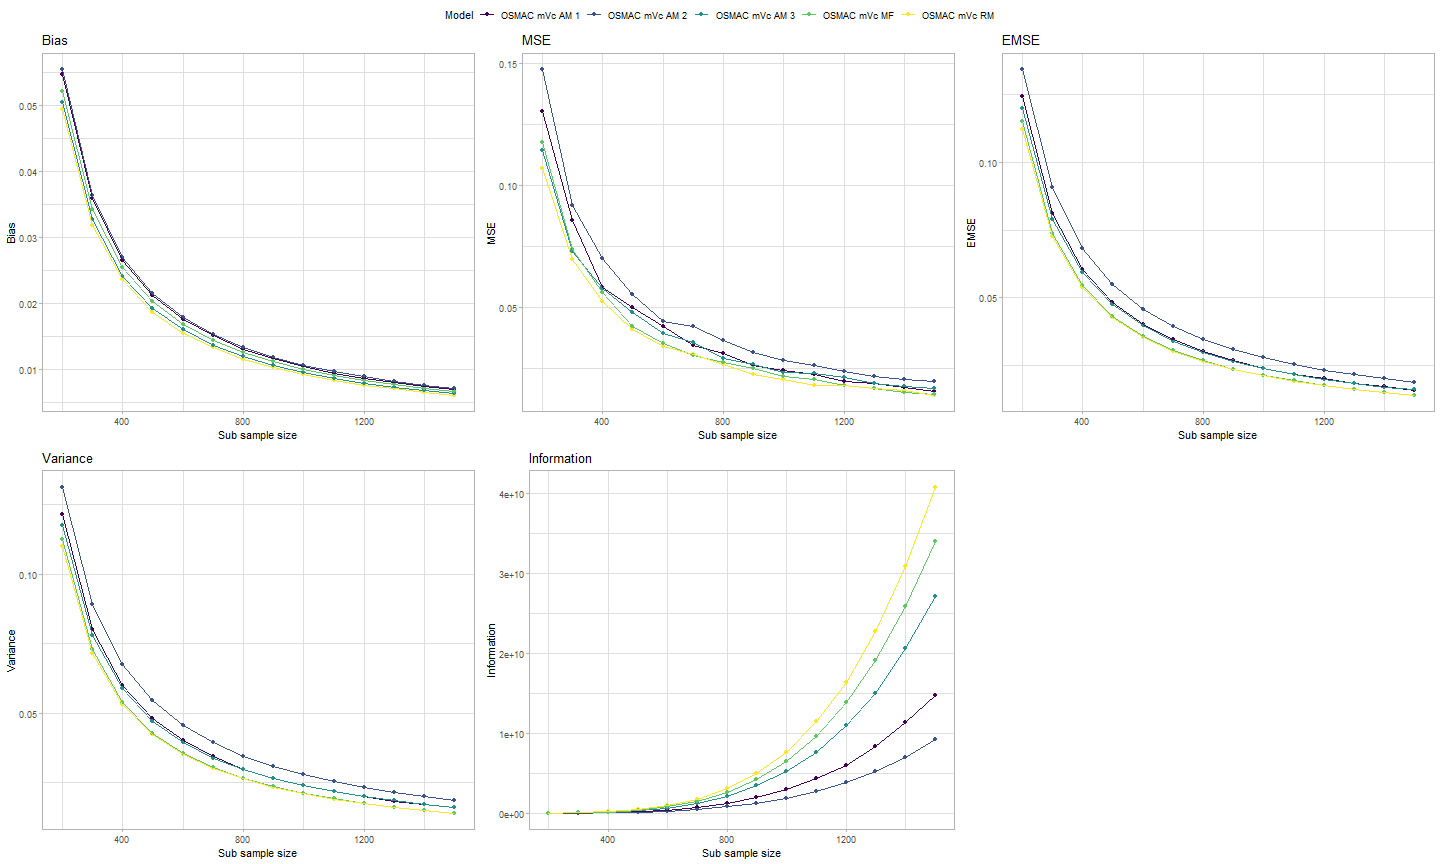 Model OSMAC mVc AM 1 OSMAC mVc AM 2 OSMAC mVc AM 3 OSMAC mVc MF OSMAC mVc RM
Bias
0.05
0.04
0.03
0.02
0.01
Bias
400 800 1200
Sub sample size
MSE
0.15
0.10
0.05
MSE
400 800 1200
Sub sample size
EMSE
0.10
0.05
EMSE
400 800 1200
Sub sample size
Variance
0.10
0.05
Variance
400 800 1200
Sub sample size
Information
4e+10
3e+10
2e+10
1e+10
0e+00
Information
400 800 1200
Sub sample size